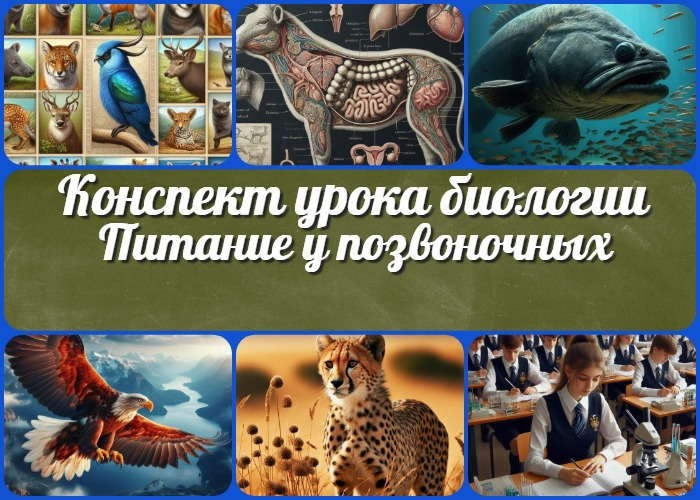 Конспект урока биологии
Питание у позвоночных